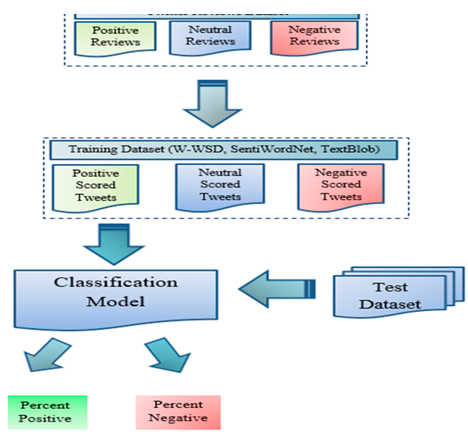 Positive
Reviews
Neutral
Reviews
Negative
Reviews
Training Dataset (W-WSD, SentiWordNet, TextBlob)
Positive
Scored
Tweets
Neutral
Scored
Tweets
Negative
Scored
Tweets
Classification
Model
Test
Dataset
Percent
Positive
Percent
Negative